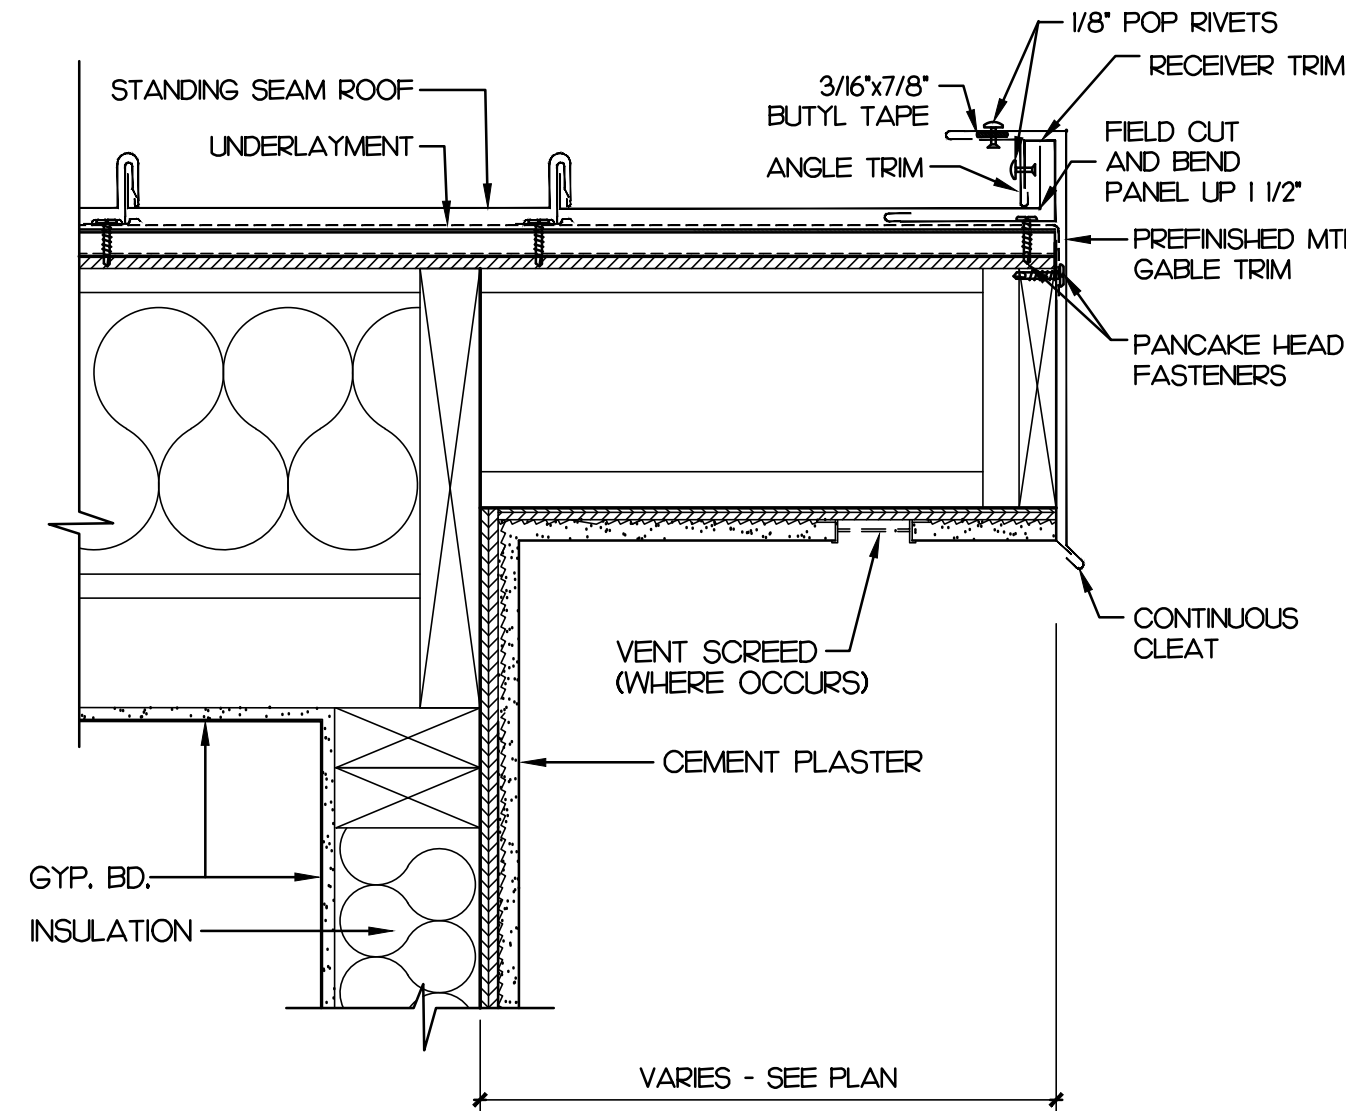 1/8" POP RIVETS
RECEIVER TRIM
3/16"x7/8"
BUTYL TAPE
STANDING SEAM ROOF
UNDERLAYMENT
ANGLE TRIM
FIELD CUT
AND BEND
PANEL UP 1 1/2"
PREFINISHED MT
GABLE TRIM
PANCAKE HEAD
FASTENERS
CONTINUOUS
CLEAT
VENT SCREED
(WHERE OCCURS)
CEMENT PLASTER
GYP. BD.
INSULATION
VARIES - SEE PLAN